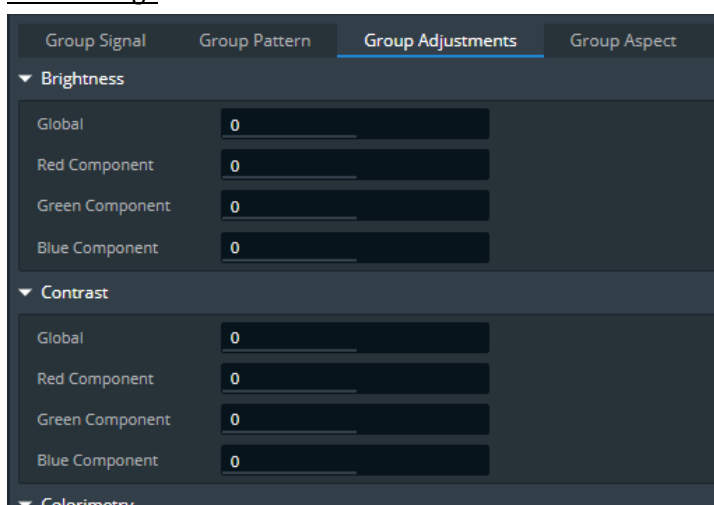 Group Signal Group Pattern Group Adjustments Group Aspect
Brightness
Global 0
Red Component 0
Green Component 0
Blue Component 0
Contrast
Global 0
Red Component 0
Green Component 0
Blue Component 0
Colorimetry